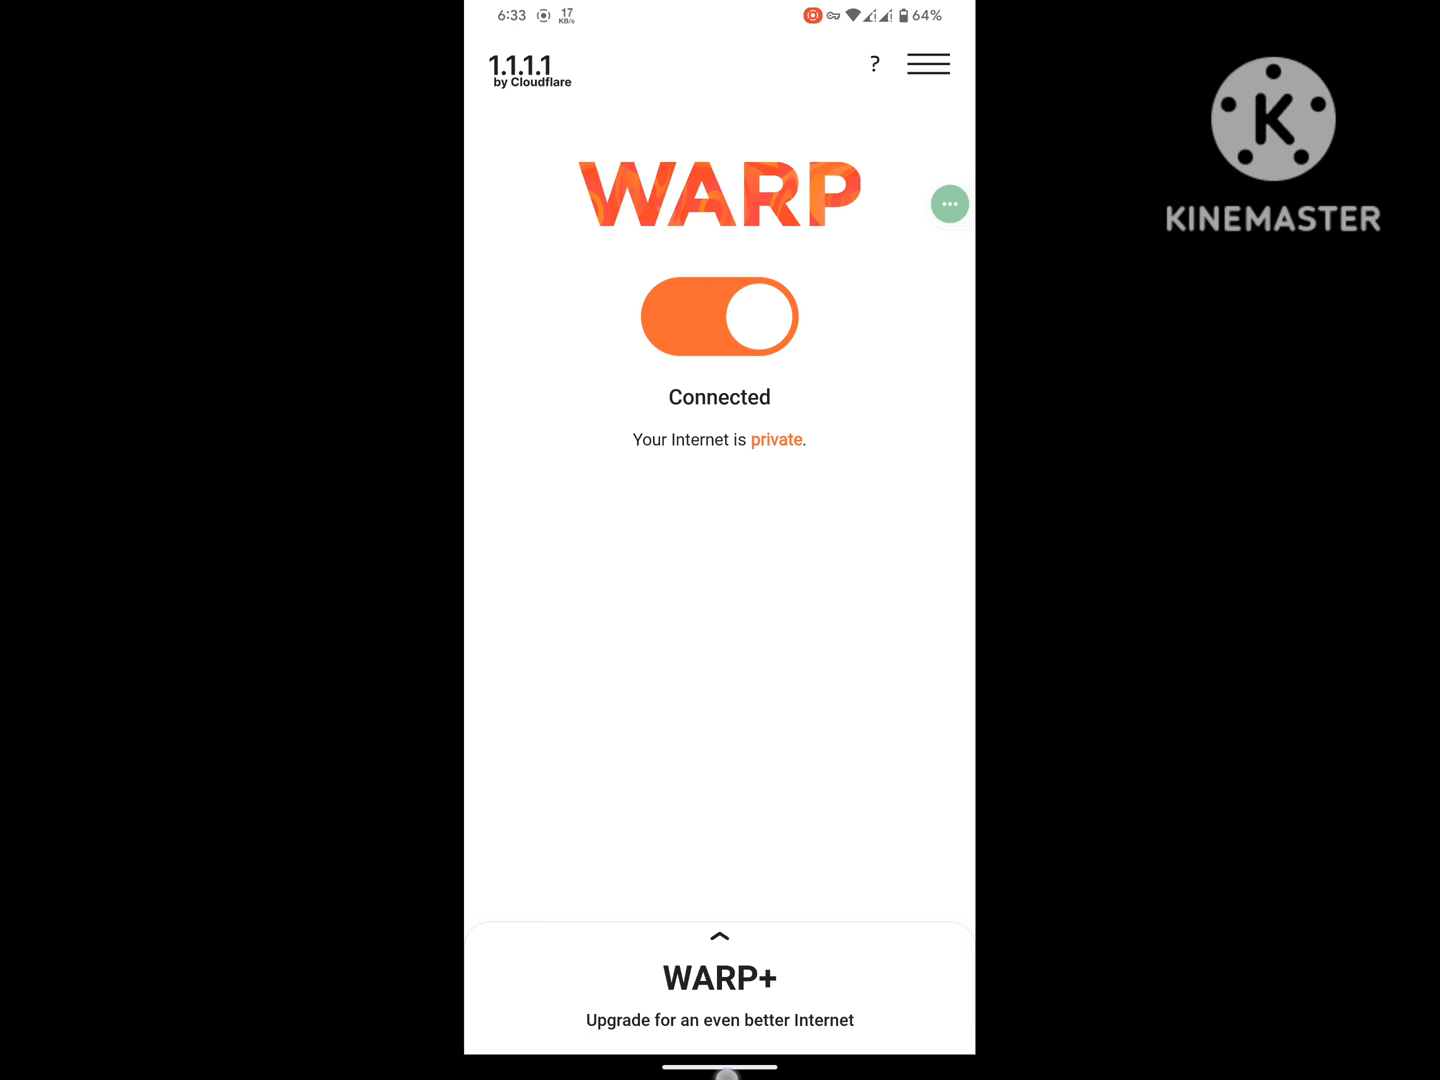 6:33 17 KB/s 64%
1.1.1.1
by Cloudflare
?
WARP
Connected
Your Internet is private.
WARP+
Upgrade for an even better Internet
K
KINEMASTER